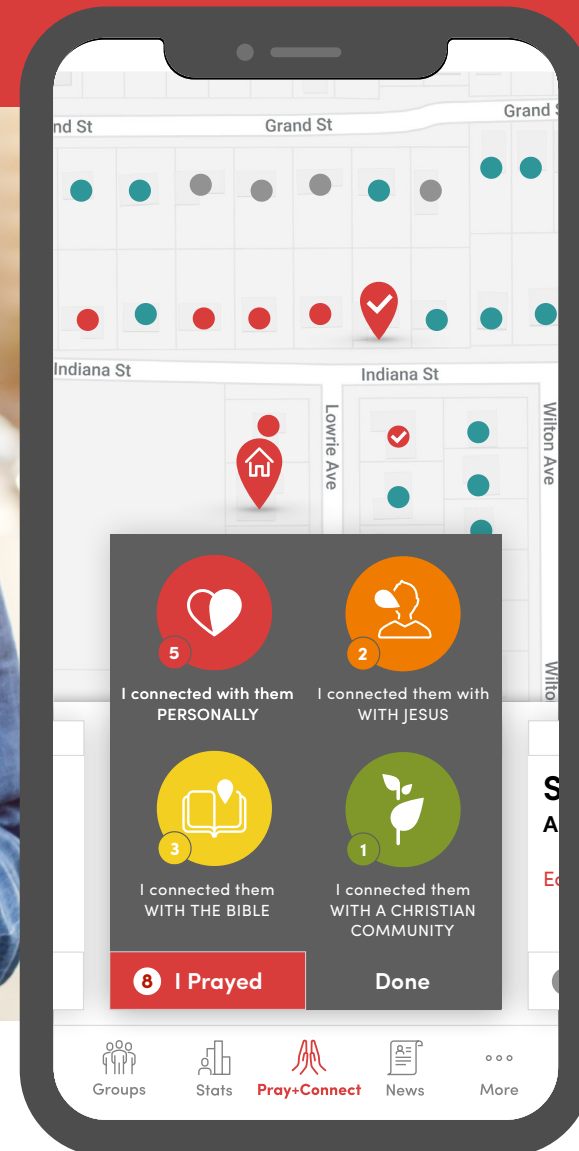 nd St
Grand St
Grand S
Indiana St
Indiana St
Lowrie Ave
Wilton Ave
Wilto
5
I connected with them
PERSONALLY
2
I connected them with
WITH JESUS
3
I connected them
WITH THE BIBLE
1
I connected them
WITH A CHRISTIAN
COMMUNITY
S
A
Ec
8 I Prayed
Done
Groups
Stats
Pray+Connect
News
More